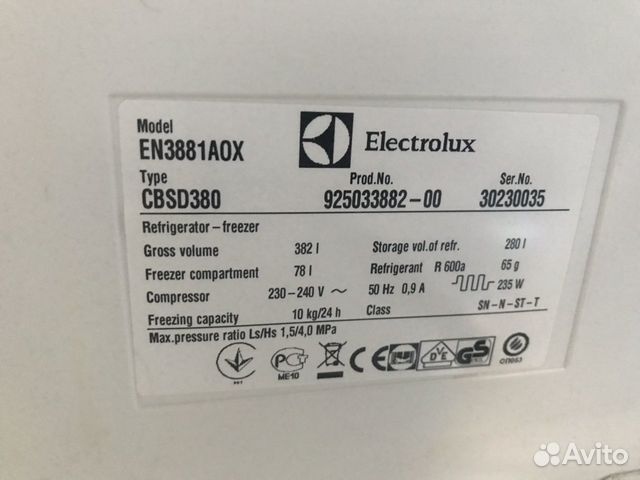 Model
EN3881AOX
Electrolux
Type Prod.No. Ser.No.
CBSD380 925033882-00 30230035
Refrigerator-freezer
Gross volume 382 l Storage vol.of refr. 280 l
Freezer compartment 78 l Refrigerant R 600a 65 g
Compressor 230-240 V ~ 50 Hz 0,9 A 235 W
Freezing capacity 10 kg/24 h Class SN-N-ST-T
Max.pressure ratio Ls/Hs 1,5/4,0 MPa
CE DVE GS
ME10 ОП053
Avito